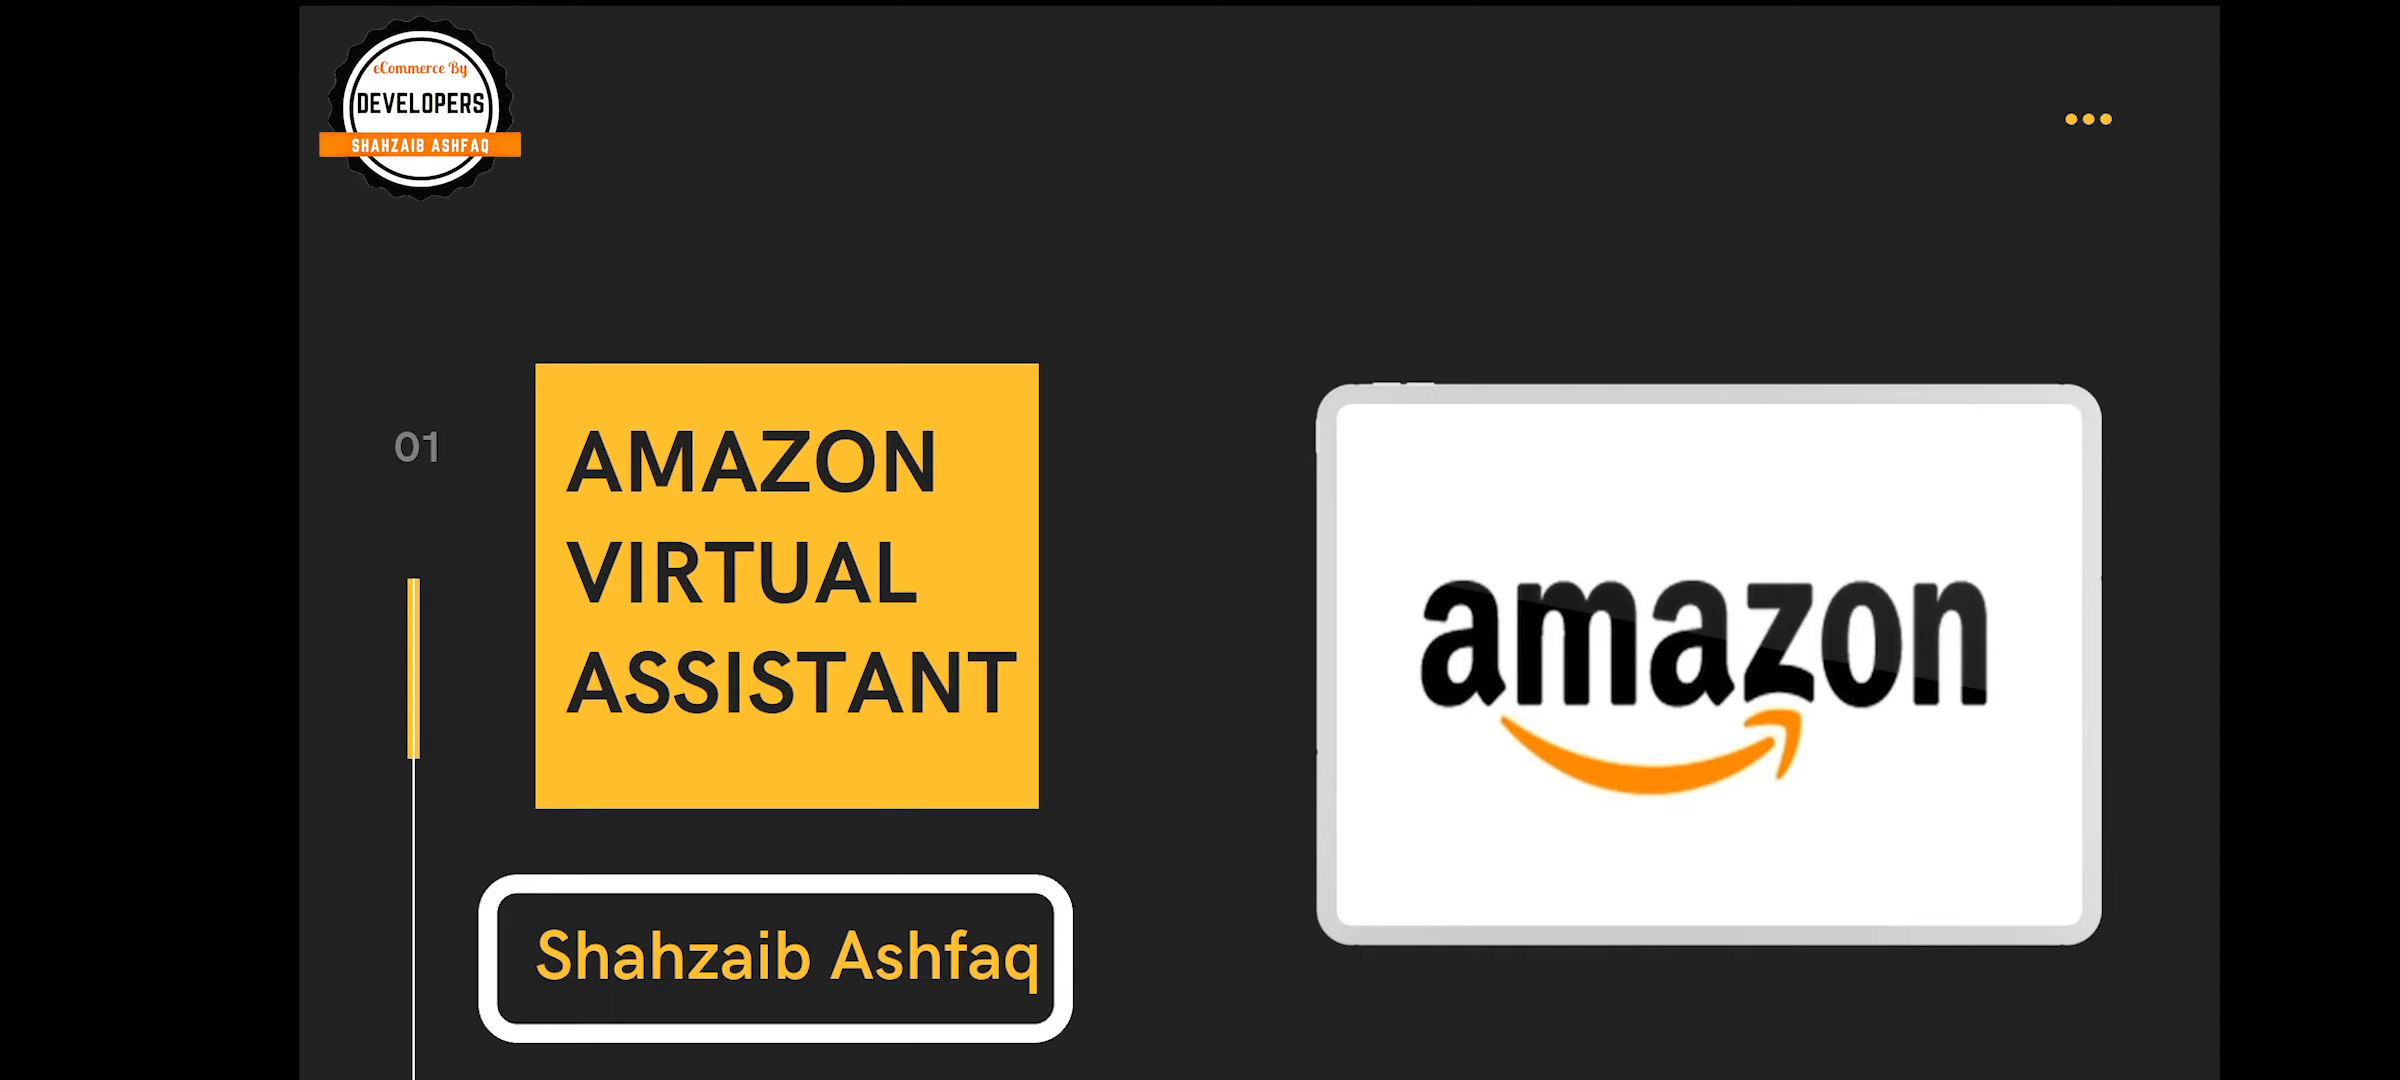 eCommerce By
DEVELOPERS
SHAHZAIB ASHFAQ
01
AMAZON
VIRTUAL
ASSISTANT
Shahzaib Ashfaq
amazon